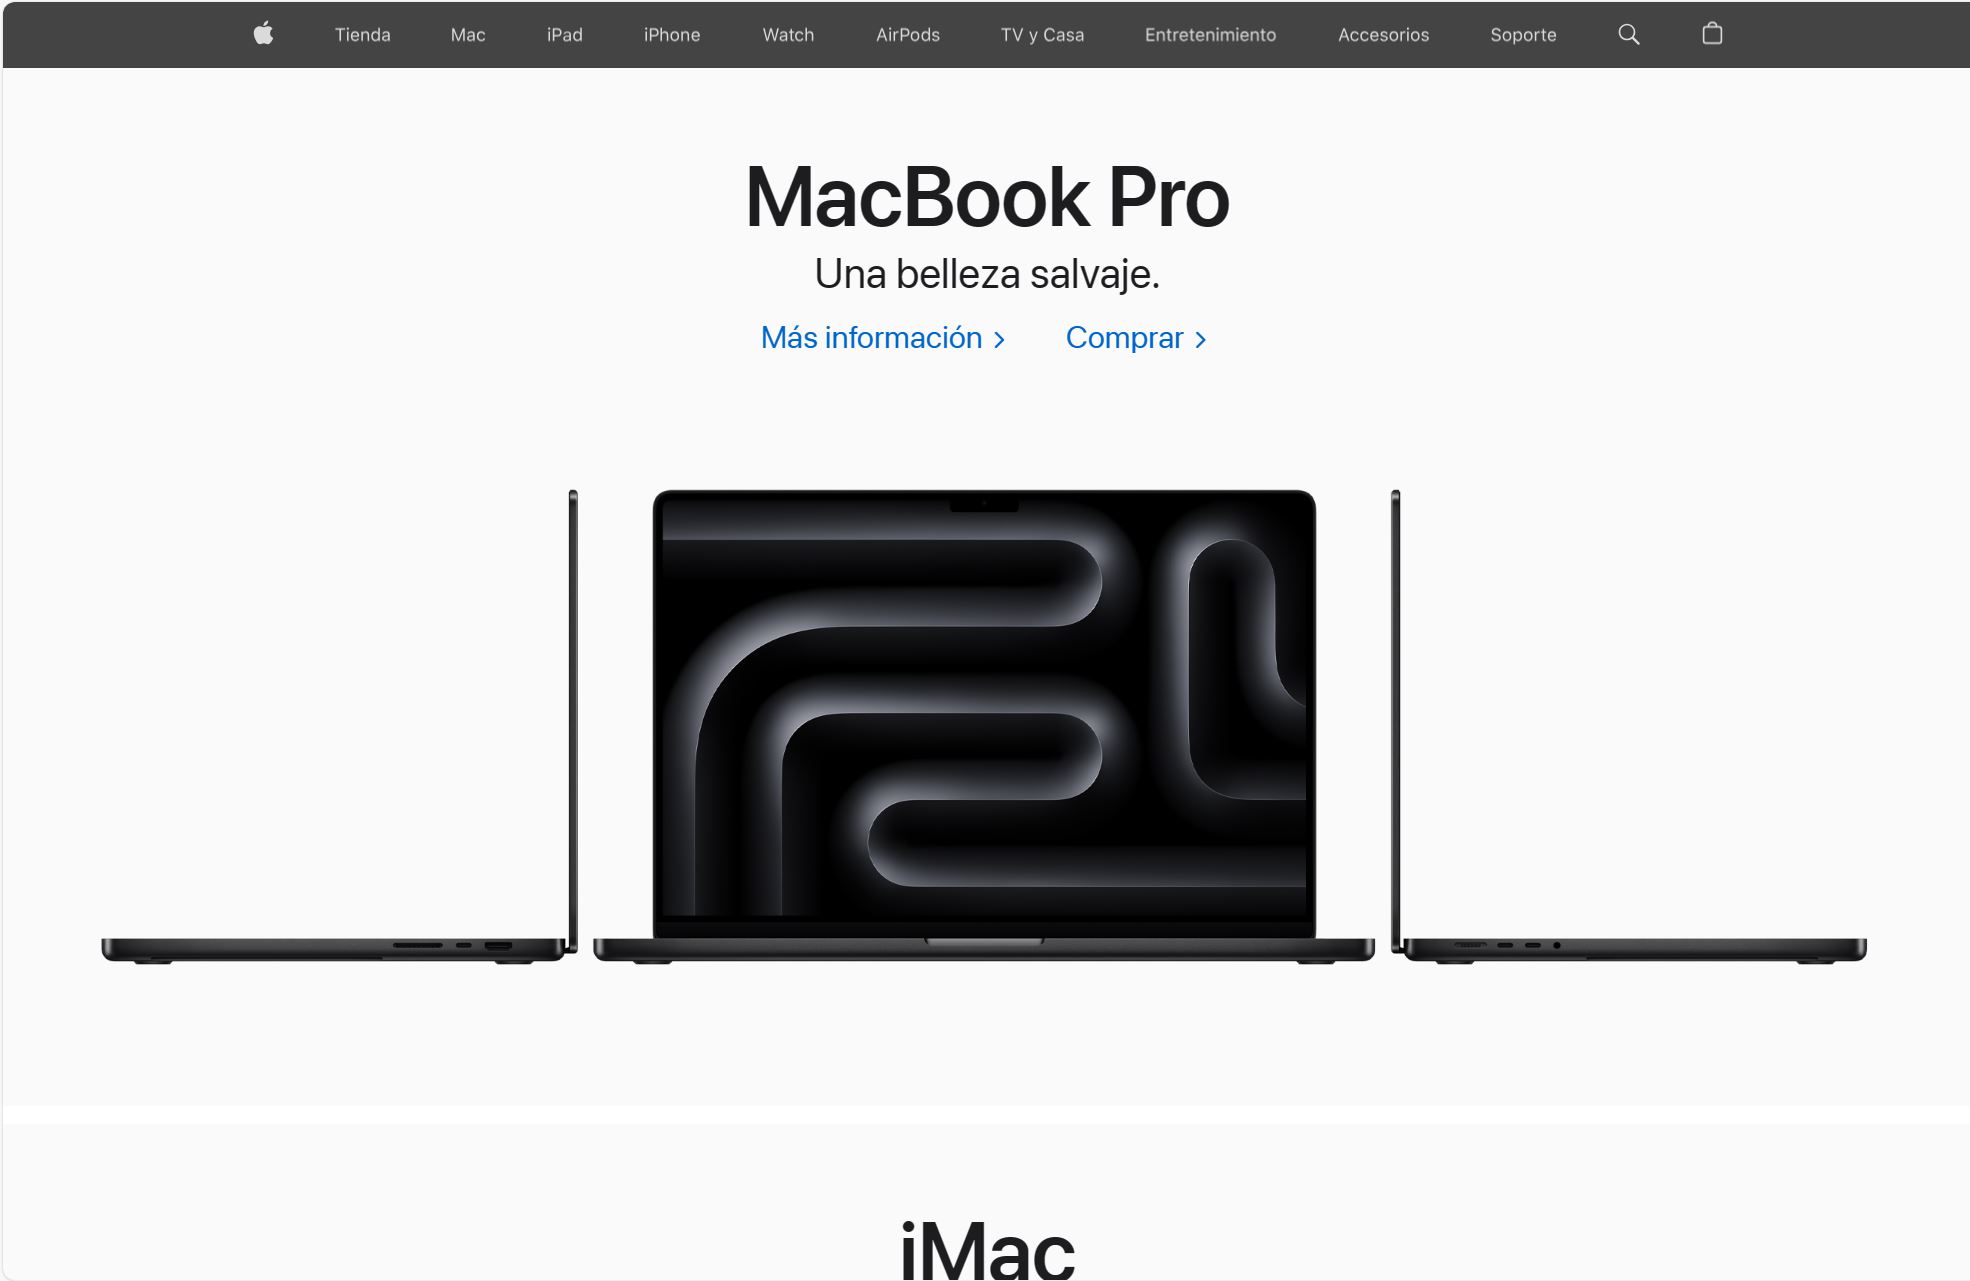 Tienda Mac iPad iPhone Watch AirPods TV y Casa Entretenimiento Accesorios Soporte
MacBook Pro
Una belleza salvaje.
Más información > Comprar >
iMac